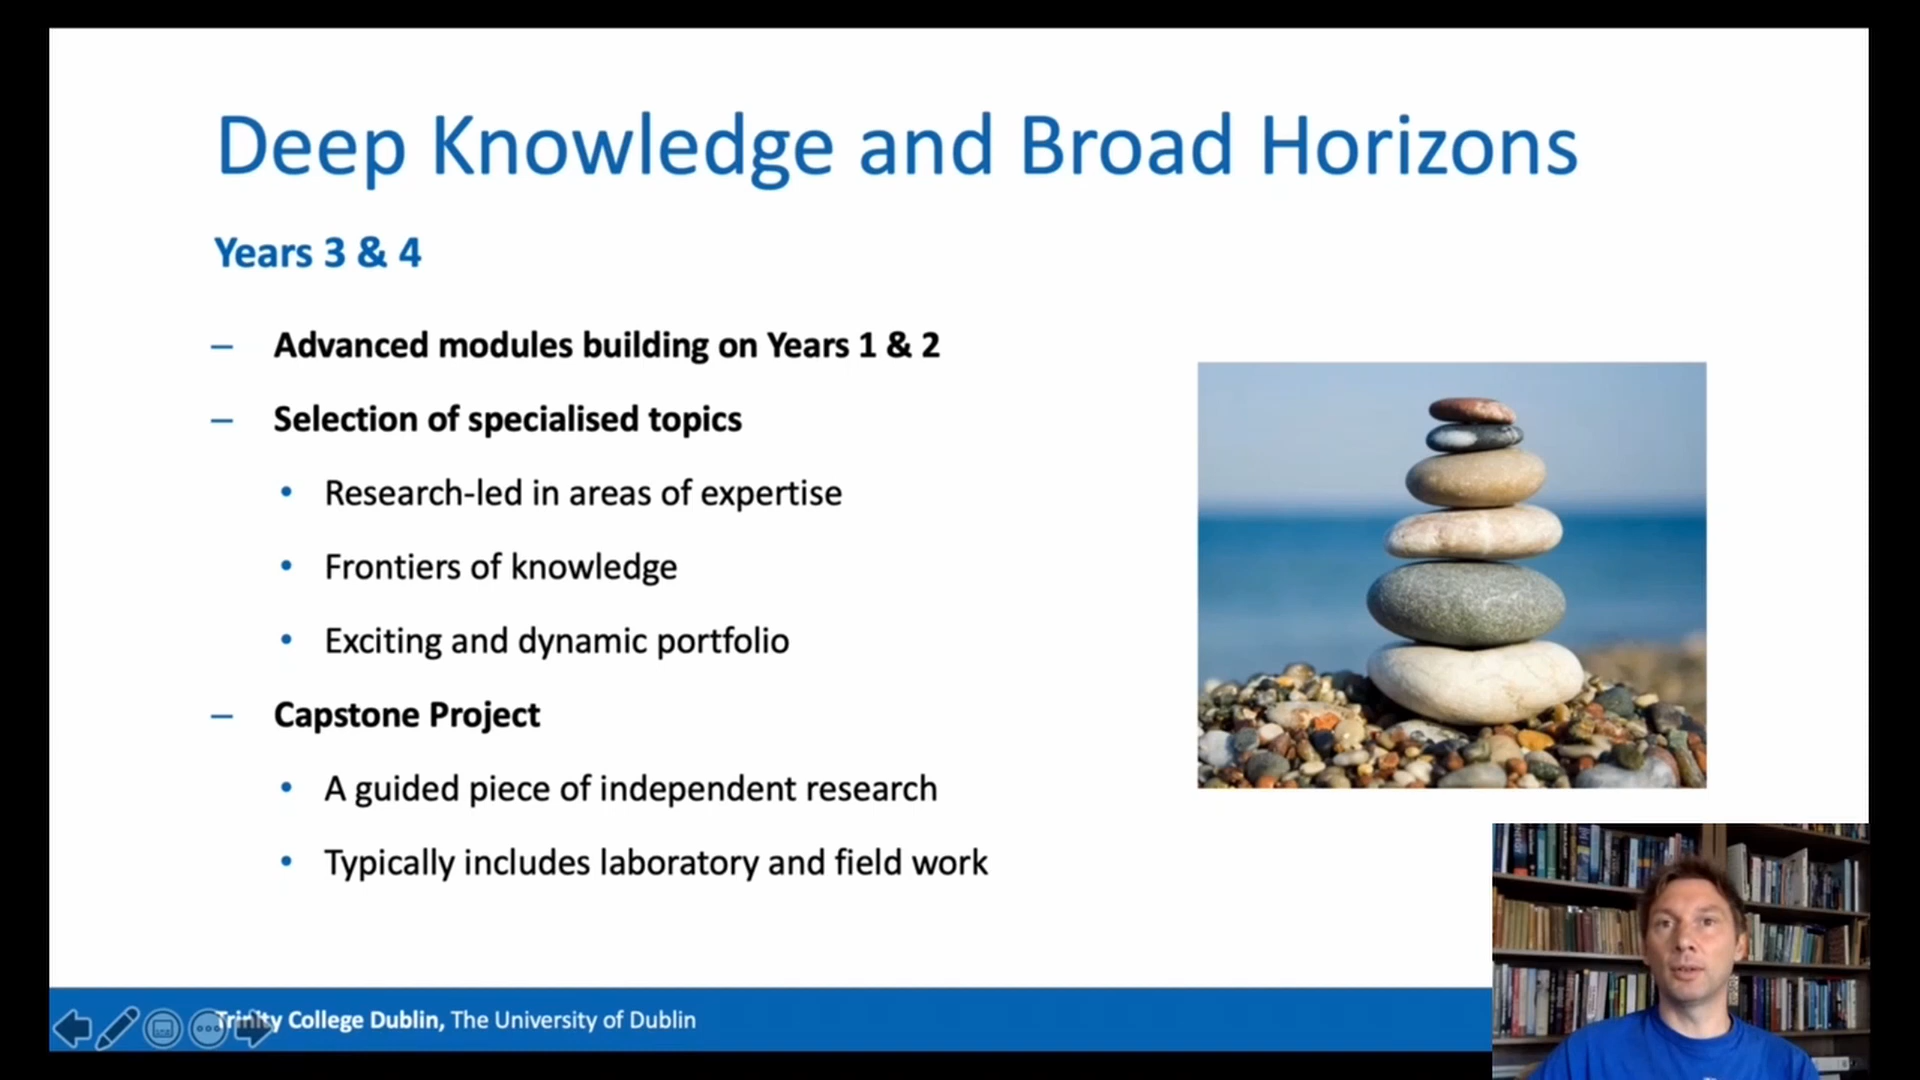 Deep Knowledge and Broad Horizons
Years 3 & 4
– Advanced modules building on Years 1 & 2
– Selection of specialised topics
• Research-led in areas of expertise
• Frontiers of knowledge
• Exciting and dynamic portfolio
– Capstone Project
• A guided piece of independent research
• Typically includes laboratory and field work
Trinity College Dublin, The University of Dublin